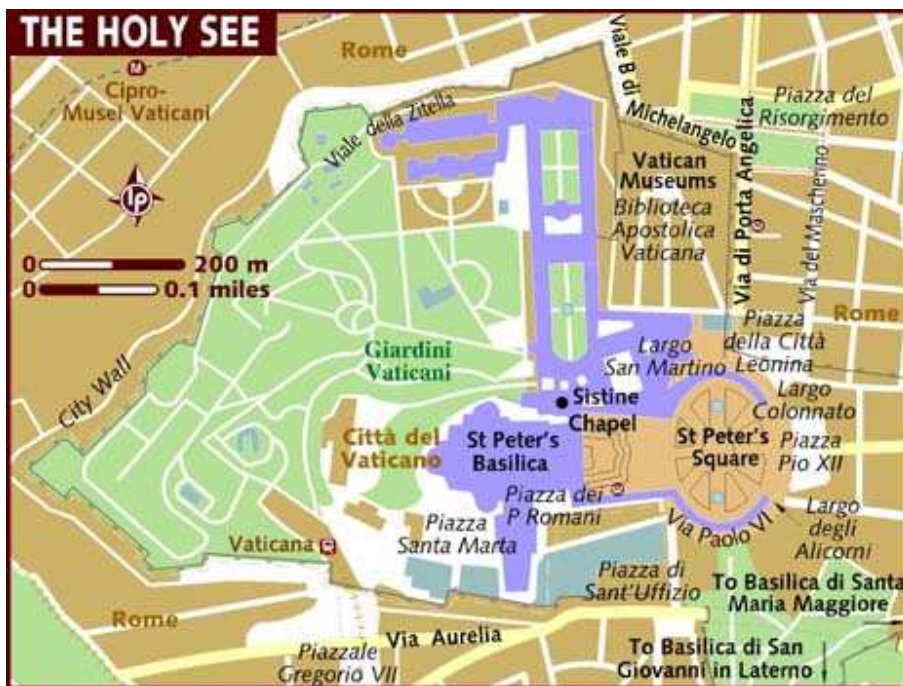 THE HOLY SEE
Rome
M
Cipro-
Musei Vaticani
Viale della Zitella
Viale B di
Michelangelo
Via di Porta Angelica
Piazza del
Risorgimento
Via del Mascherino
Vatican
Museums
Biblioteca
Apostolica
Vaticana
LP
0 200 m
0 0.1 miles
Rome
Piazza
della Città
Leonina
Largo
San Martino
Giardini
Vaticani
City Wall
Sistine
Chapel
Largo
Colonnato
Città del
Vaticano
St Peter's
Basilica
St Peter's
Square
Piazza
Pio XII
Piazza dei
P Romani
Piazza
Santa Marta
Via Paolo VI
Largo
degli
Alicorni
Vaticana
Piazza di
Sant'Uffizio
To Basilica di Santa
Maria Maggiore
Rome
Via Aurelia
To Basilica di San
Giovanni in Laterno
Piazzale
Gregorio VII